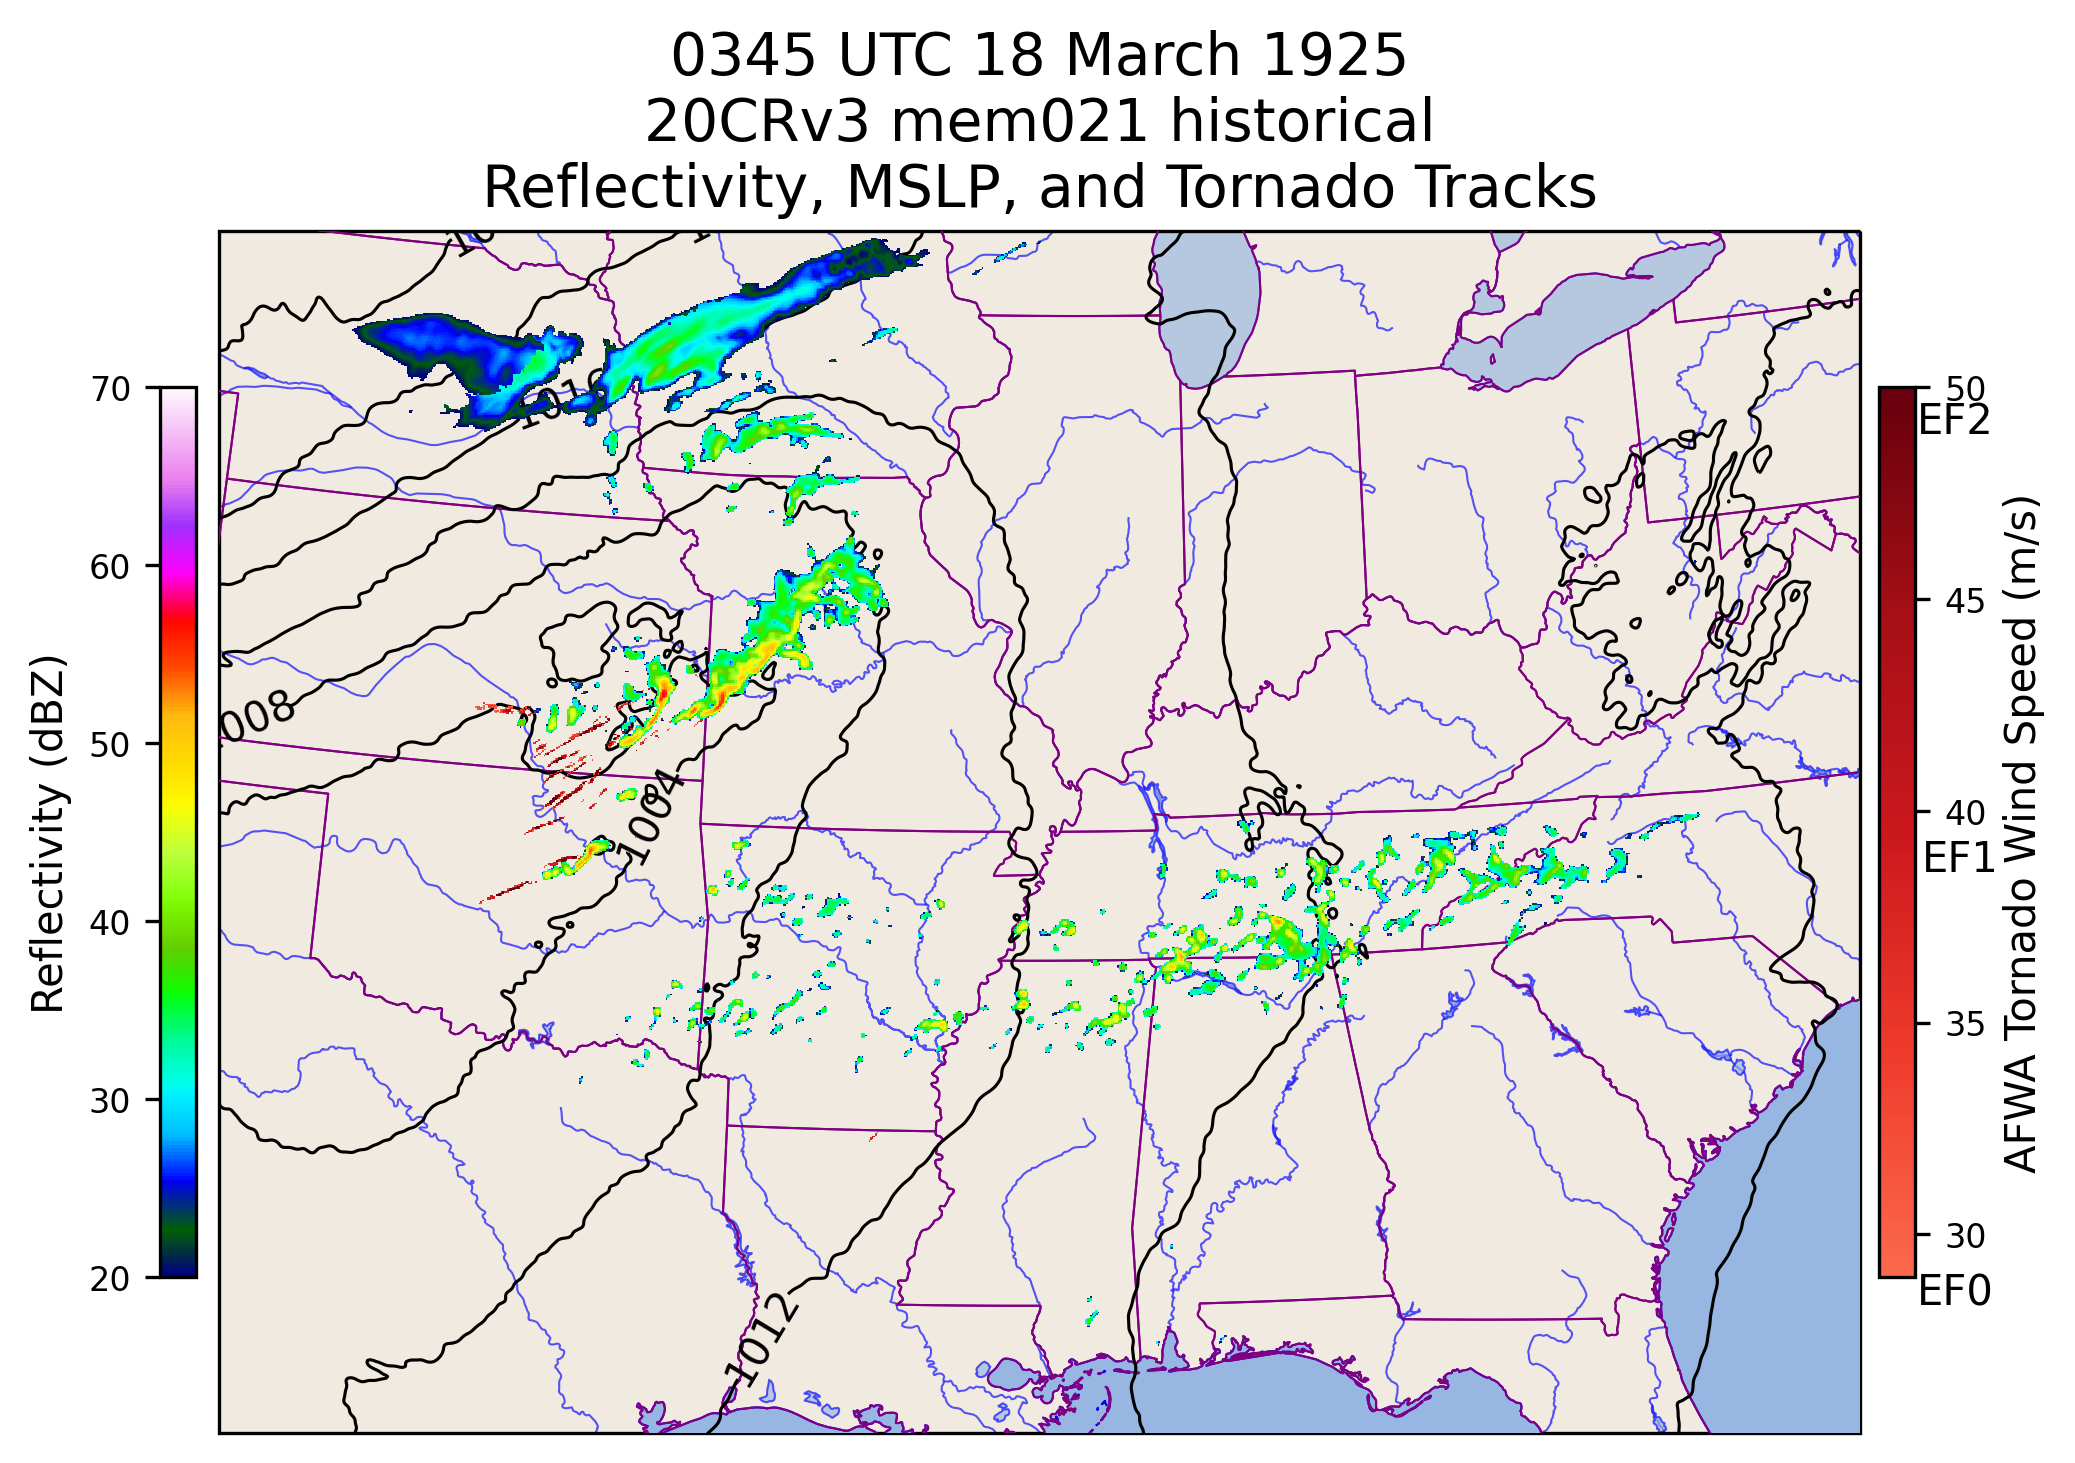 0345 UTC 18 March 1925
20CRv3 mem021 historical
Reflectivity, MSLP, and Tornado Tracks
1016
008
1004
1012
70
60
50
40
30
20
Reflectivity (dBZ)
50
EF2
45
40
EF1
35
30
EF0
AFWA Tornado Wind Speed (m/s)